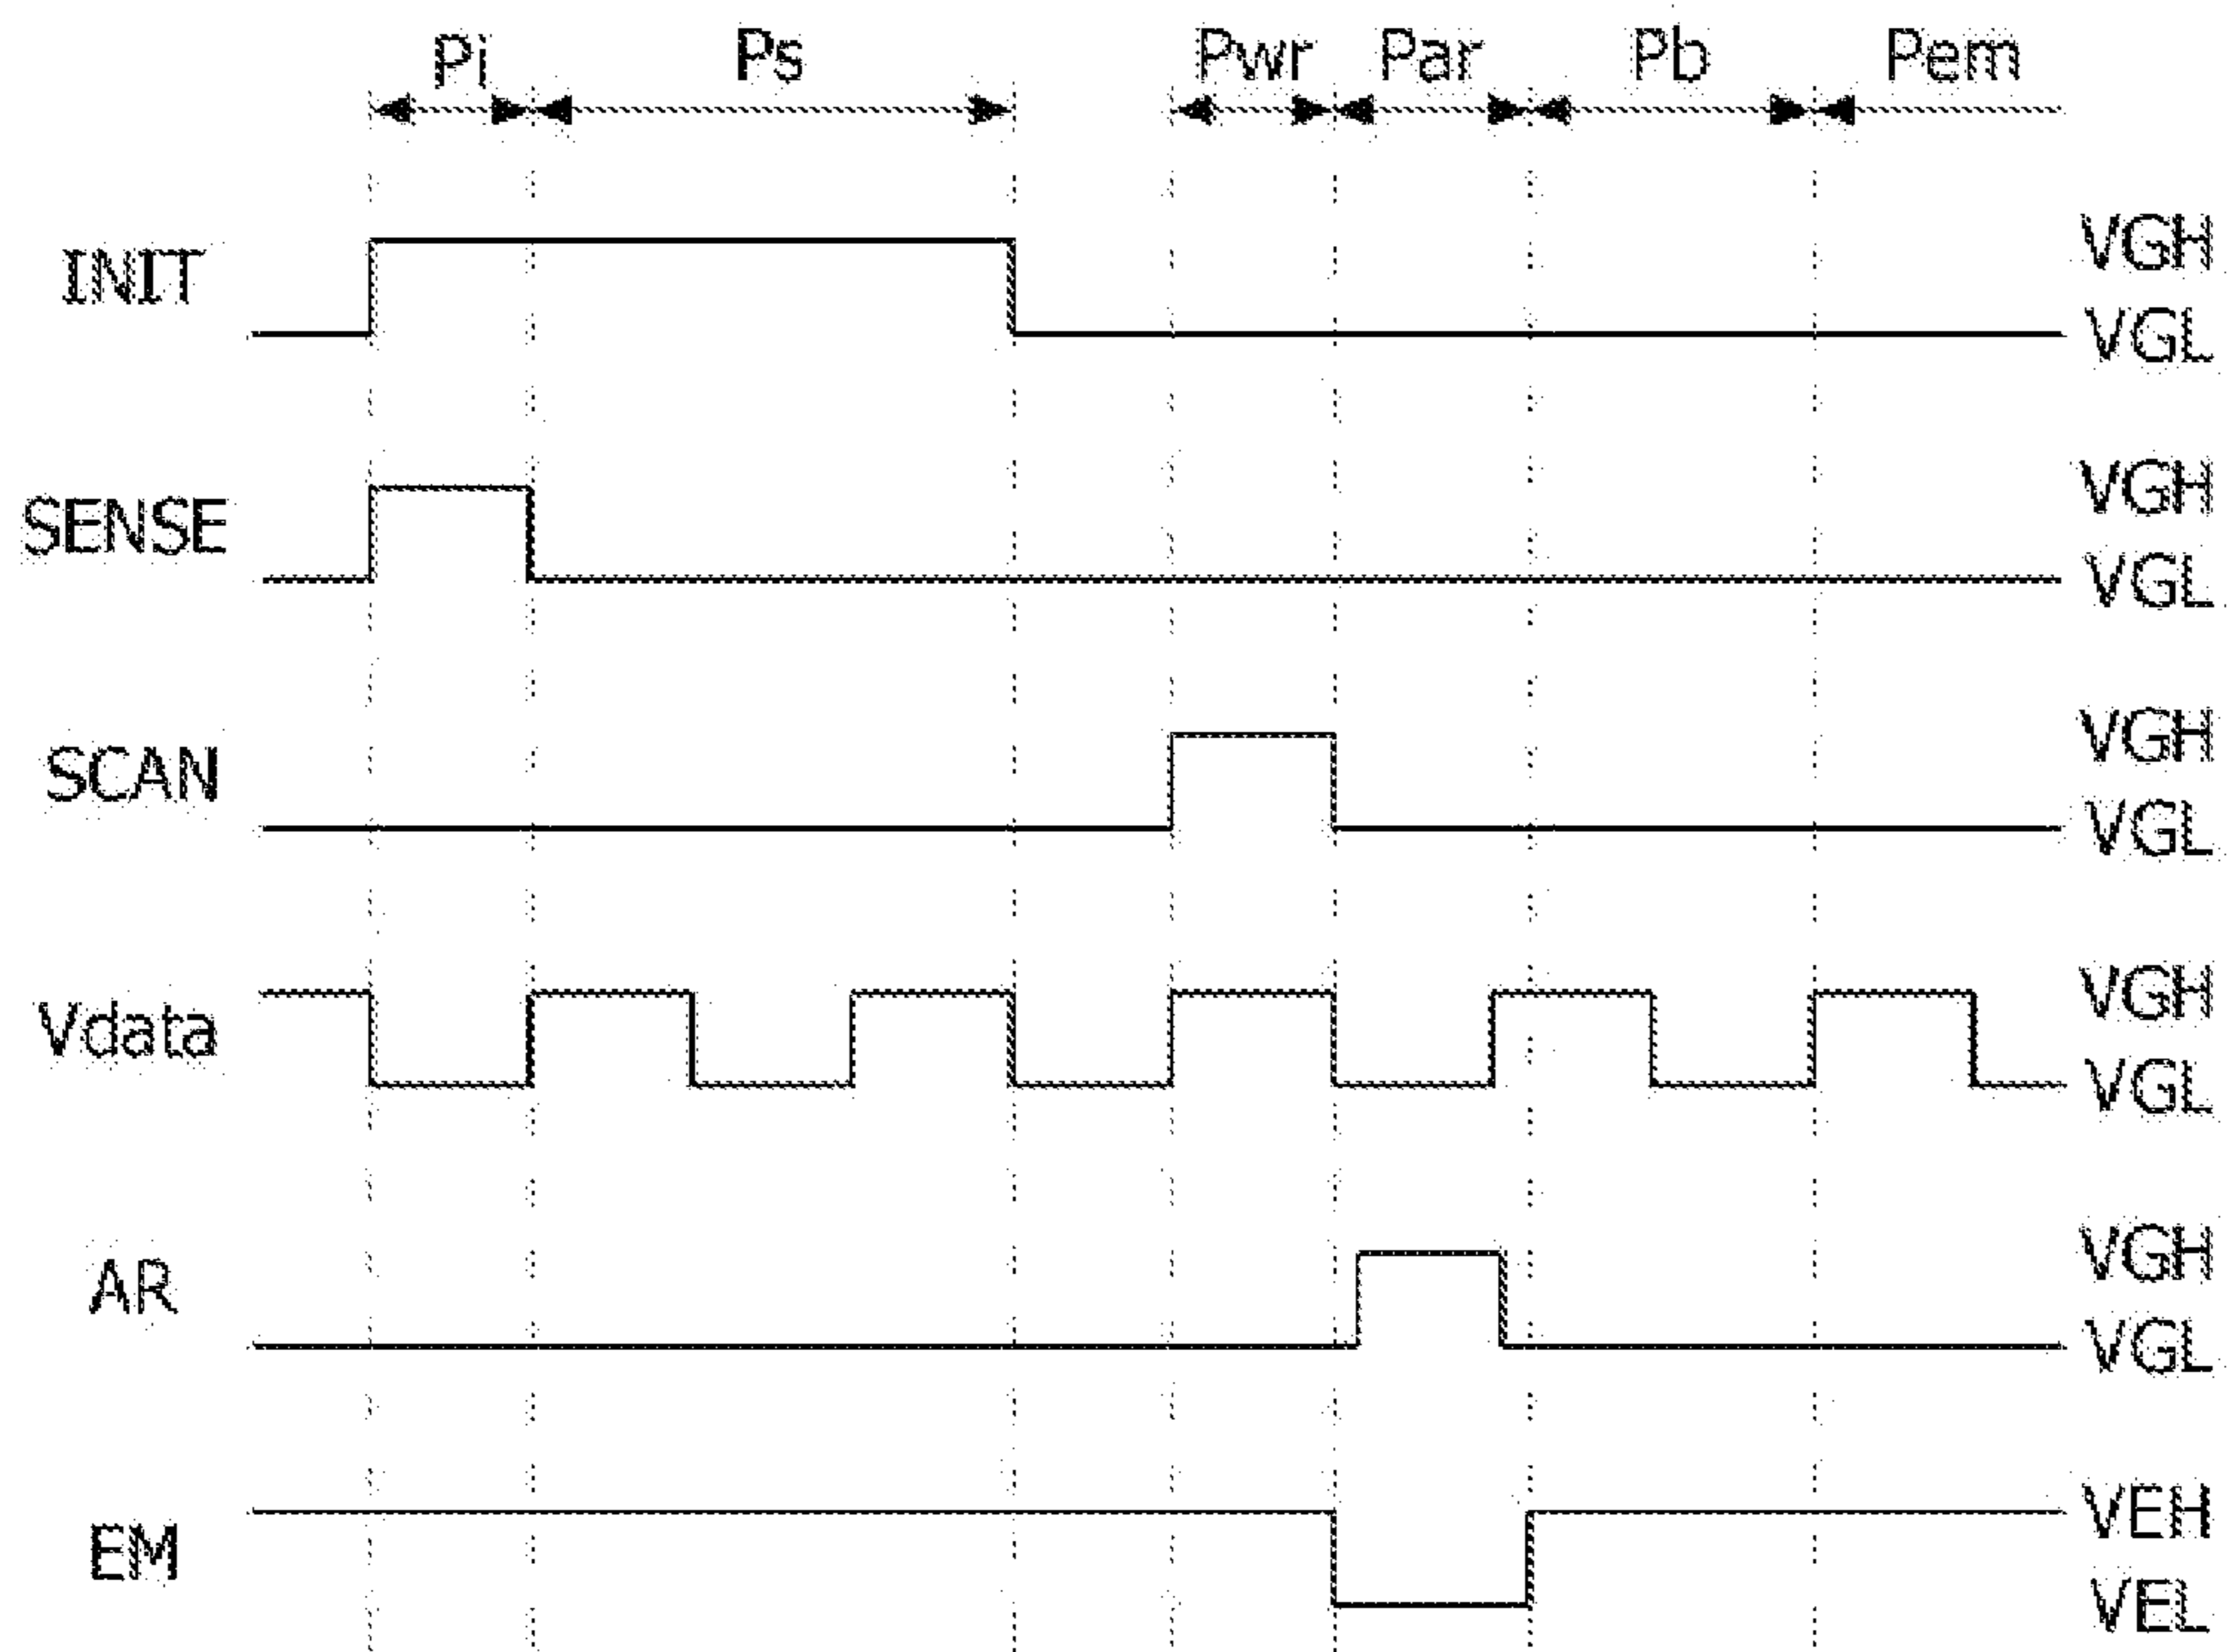 Pi Ps Pwr Par Pb Pem
INIT VGH
VGL
SENSE VGH
VGL
SCAN VGH
VGL
Vdata VGH
VGL
AR VGH
VGL
EM VEH
VEL